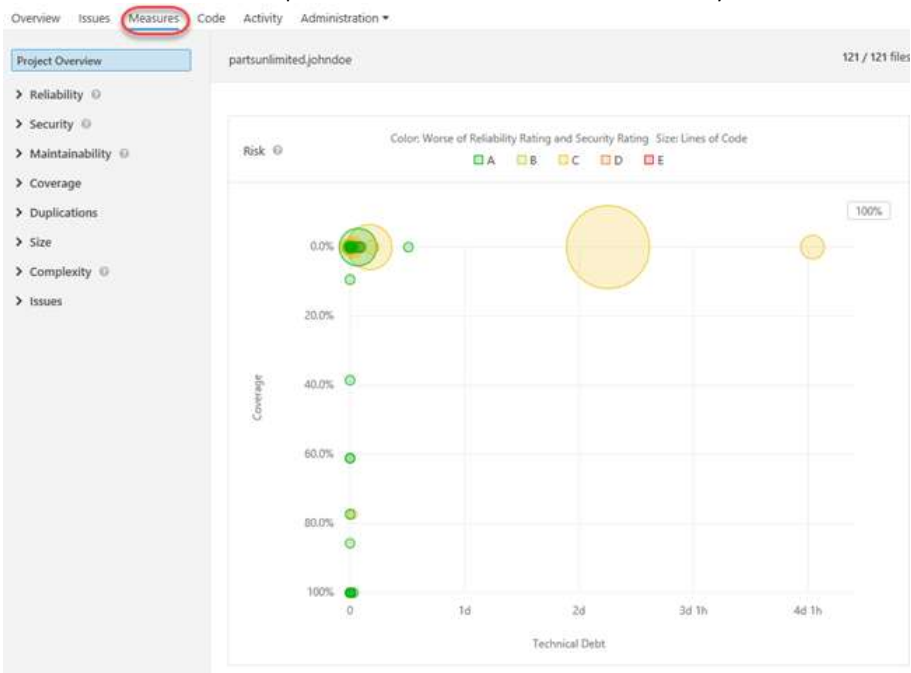 Overview Issues Measures Code Activity Administration
Project Overview
partsunlimited.johndoe
121 / 121 files
Reliability
Security
Maintainability
Coverage
Duplications
Size
Complexity
Issues
Risk
Color: Worse of Reliability Rating and Security Rating Size: Lines of Code
A B C D E
100%
0.0%
20.0%
40.0%
60.0%
80.0%
100%
Coverage
0 1d 2d 3d 1h 4d 1h
Technical Debt